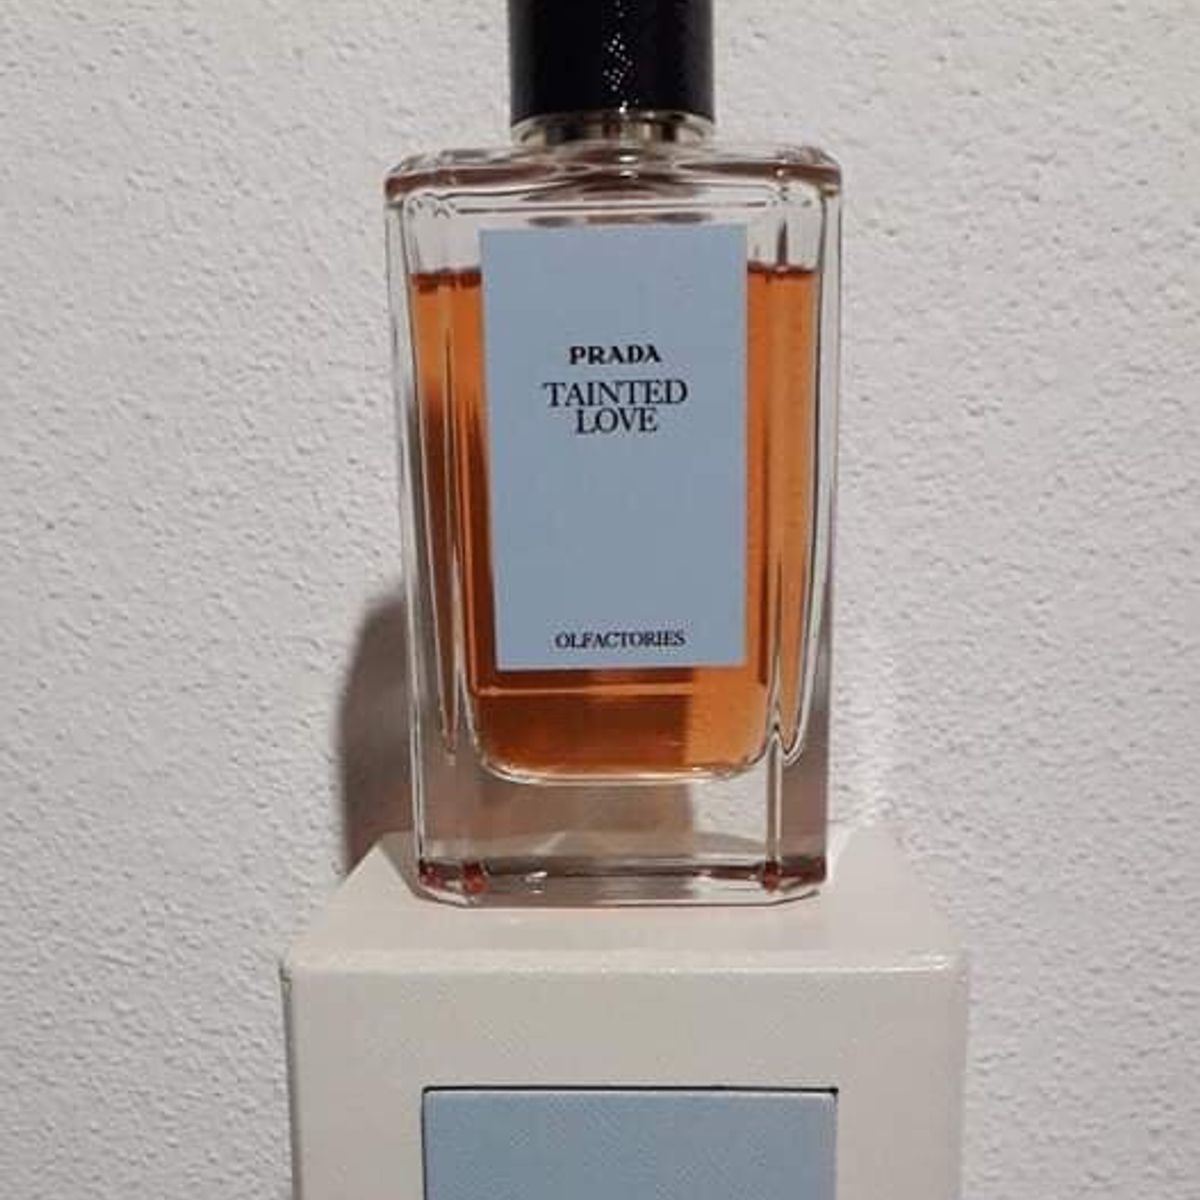 PRADA
TAINTED
LOVE
OLFACTORIES